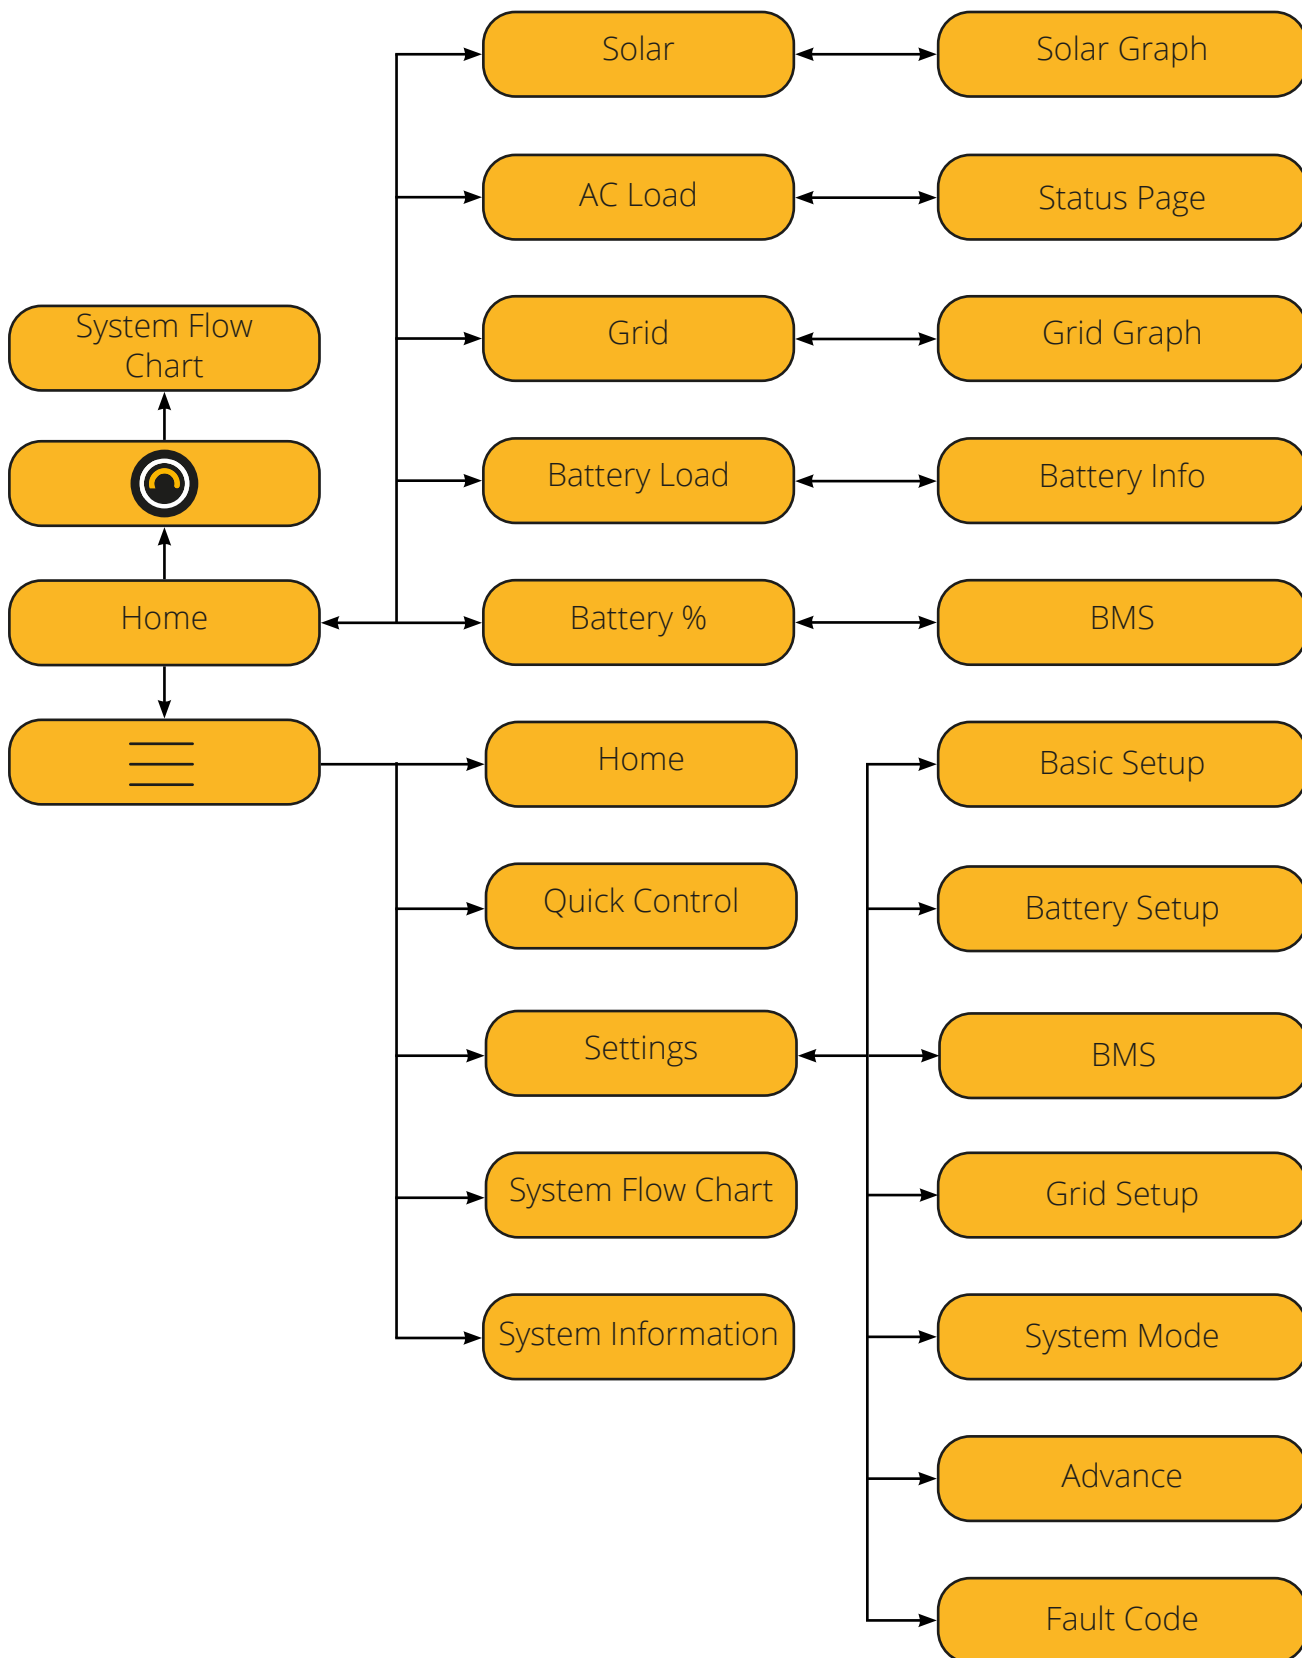 Solar
Solar Graph
AC Load
Status Page
System Flow
Chart
Grid
Grid Graph
Battery Load
Battery Info
Home
Battery %
BMS
Home
Basic Setup
Quick Control
Battery Setup
Settings
BMS
System Flow Chart
Grid Setup
System Information
System Mode
Advance
Fault Code